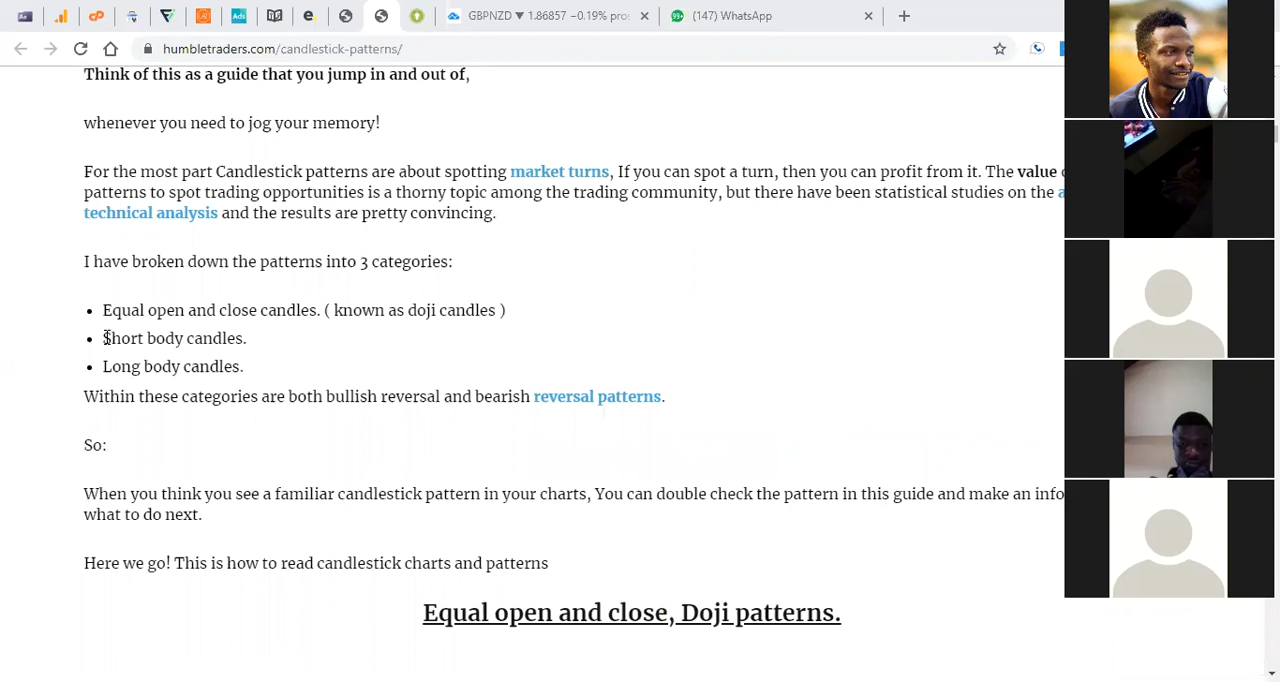 Ads
GBPNZD ▼ 1.86857 −0.19% pro
99+
(147) WhatsApp
humbletraders.com/candlestick-patterns/
Think of this as a guide that you jump in and out of,
whenever you need to jog your memory!
For the most part Candlestick patterns are about spotting market turns, If you can spot a turn, then you can profit from it. The value
patterns to spot trading opportunities is a thorny topic among the trading community, but there have been statistical studies on the
technical analysis and the results are pretty convincing.
I have broken down the patterns into 3 categories:
• Equal open and close candles. ( known as doji candles )
• Short body candles.
• Long body candles.
Within these categories are both bullish reversal and bearish reversal patterns.
So:
When you think you see a familiar candlestick pattern in your charts, You can double check the pattern in this guide and make an info
what to do next.
Here we go! This is how to read candlestick charts and patterns
Equal open and close, Doji patterns.